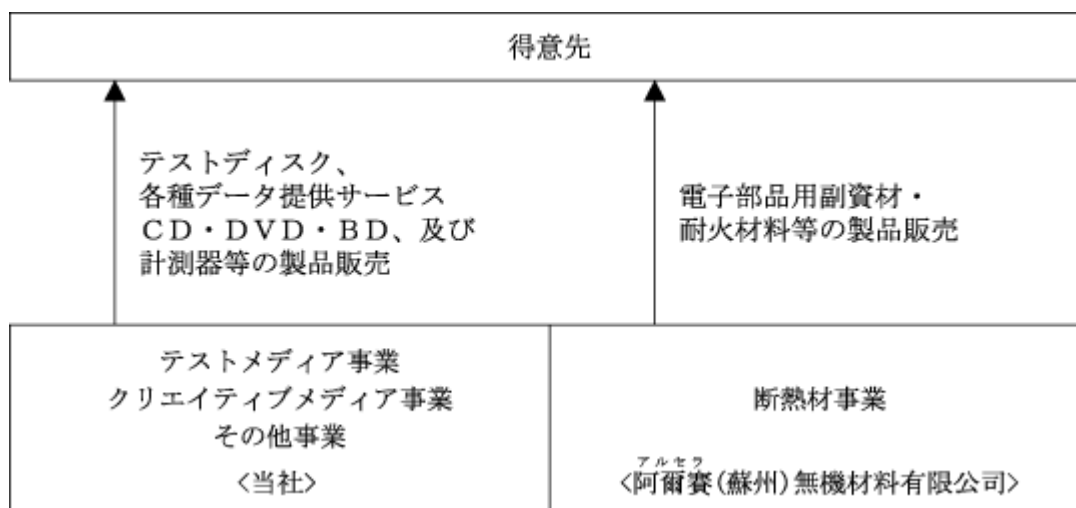 得意先
テストディスク、
各種データ提供サービス
CD・DVD・BD、及び
計測器等の製品販売
電子部品用副資材・
耐火材料等の製品販売
テストメディア事業
クリエイティブメディア事業
その他事業
<当社>
断熱材事業
アルセラ
<阿爾賽(蘇州)無機材料有限公司>